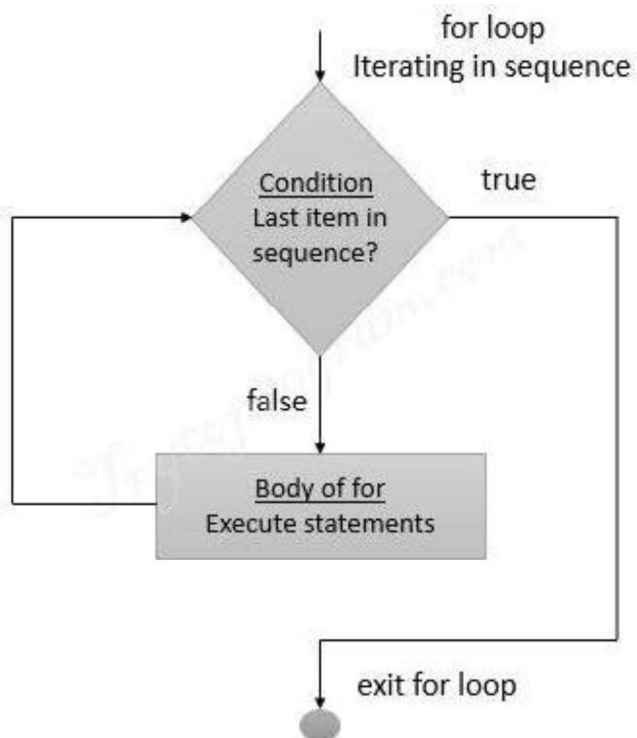 for loop
Iterating in sequence
Condition
Last item in
sequence?
true
false
Body of for
Execute statements
exit for loop